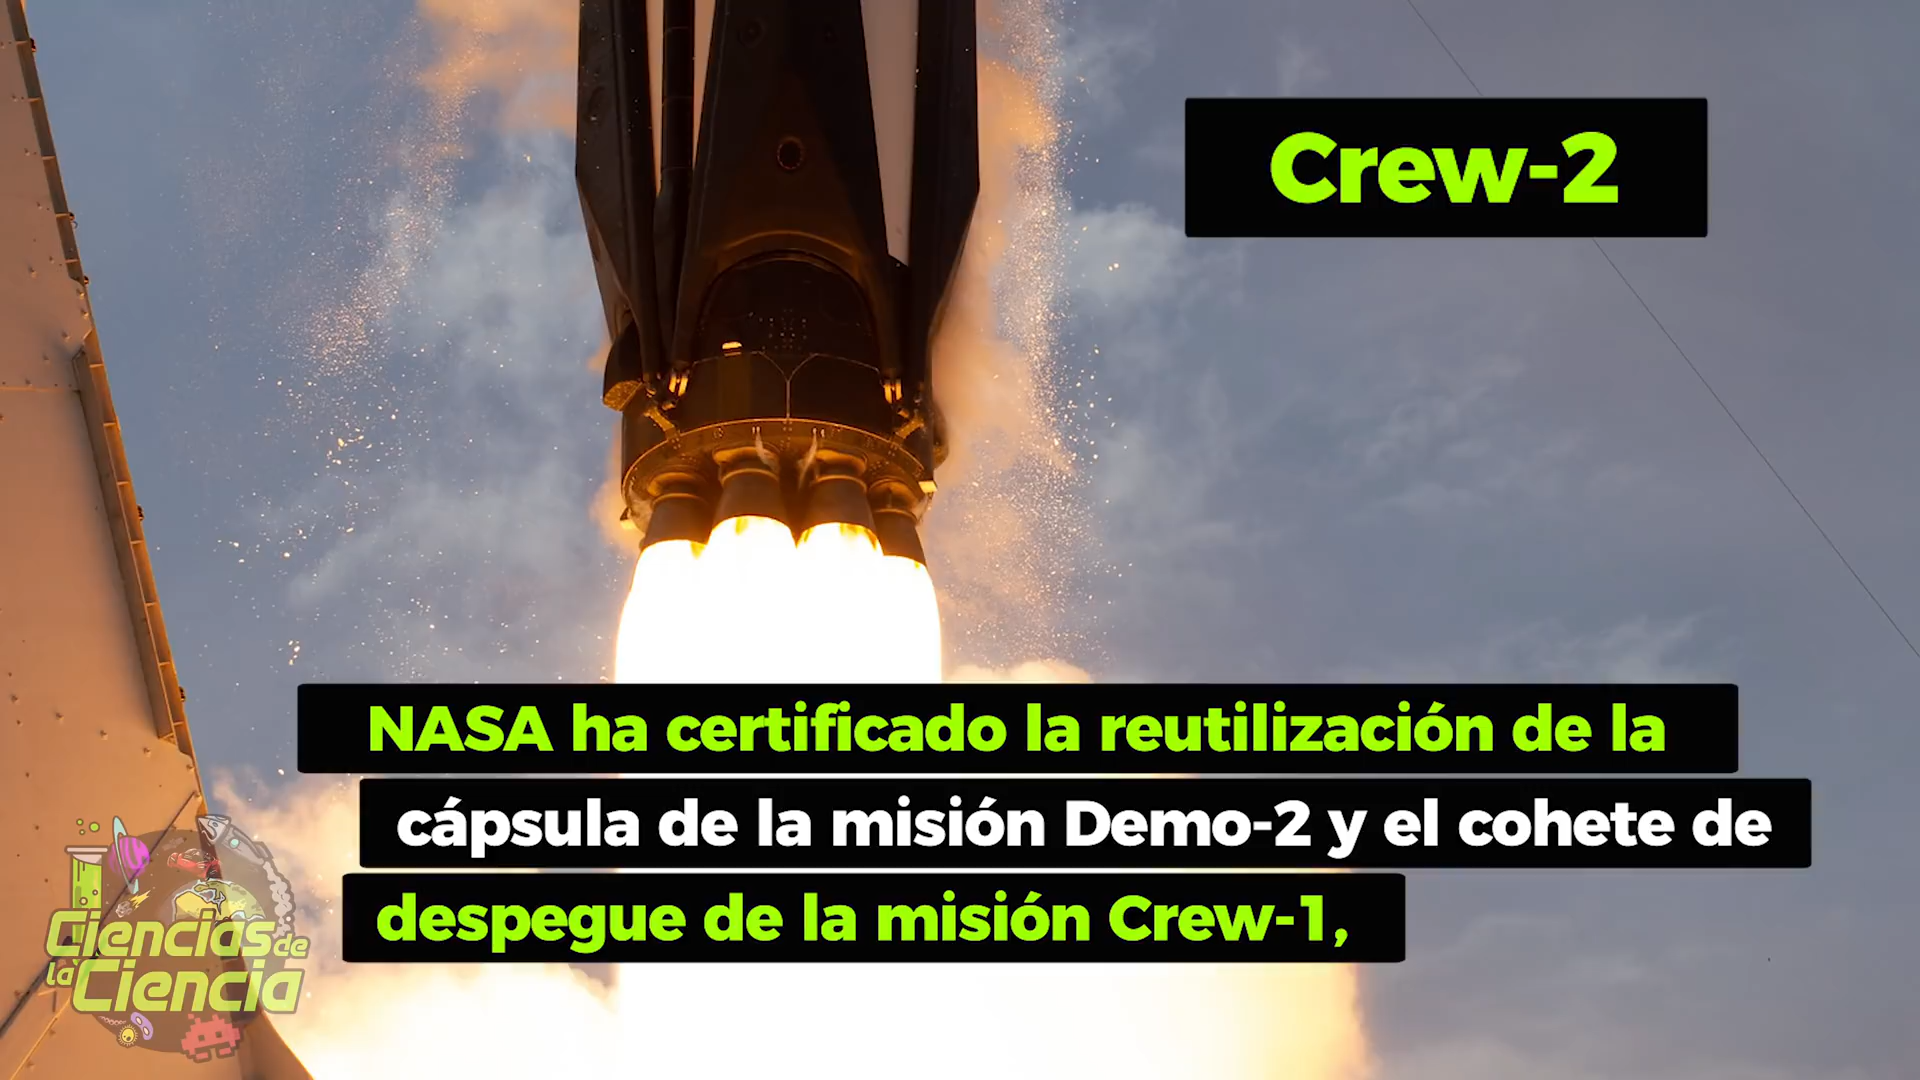 Crew-2
NASA ha certificado la reutilización de la
cápsula de la misión Demo-2 y el cohete de
despegue de la misión Crew-1,
Ciencias de
la Ciencia